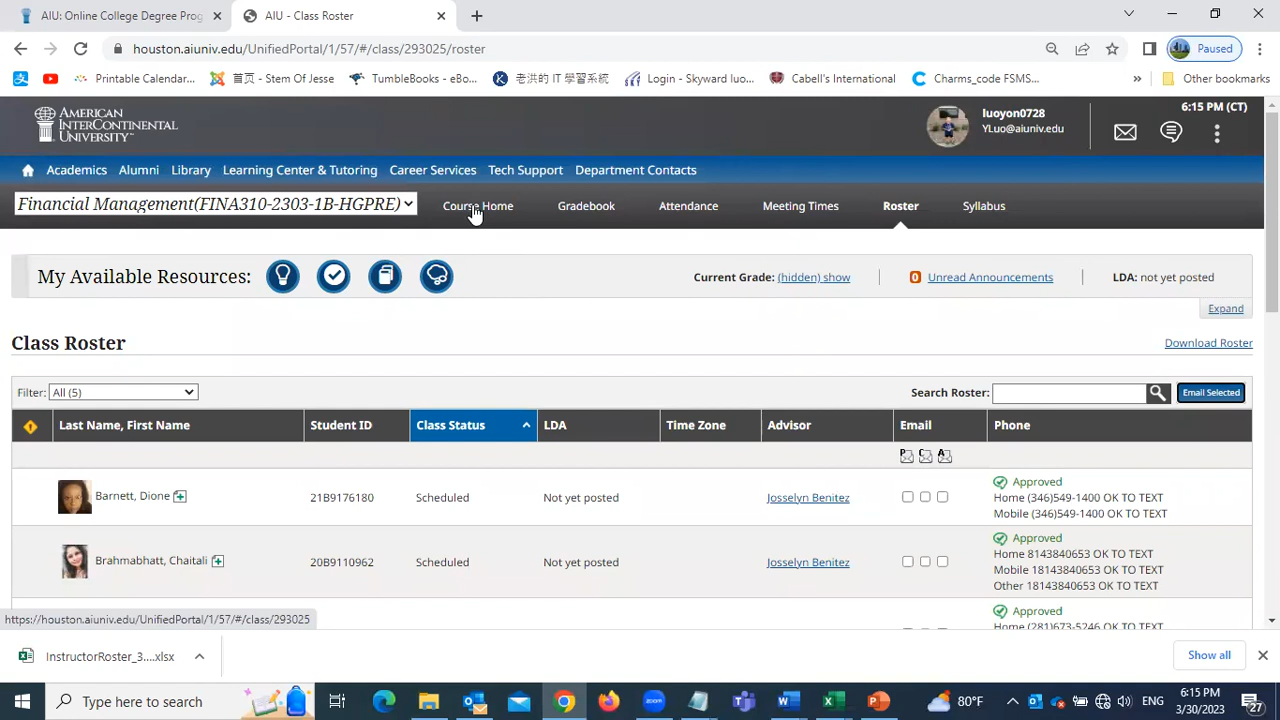 AIU: Online College Degree Prog
AIU - Class Roster
houston.aiuniv.edu/UnifiedPortal/1/57/#/class/293025/roster
Paused
Printable Calendar...
首页 - Stem Of Jesse
TumbleBooks - eBo...
老洪的 IT 學習系統
Login - Skyward Iuo...
Cabell's International
Charms_code FSMS...
»
Other bookmarks
AMERICAN
INTERCONTINENTAL
UNIVERSITY
luoyon0728
YLuo@aiuniv.edu
6:15 PM (CT)
Academics Alumni Library Learning Center & Tutoring Career Services Tech Support Department Contacts
Financial Management(FINA310-2303-1B-HGPRE)
Course Home Gradebook Attendance Meeting Times Roster Syllabus
My Available Resources:
Current Grade: (hidden) show
0 Unread Announcements
LDA: not yet posted
Expand
Class Roster
Download Roster
Filter: All (5)
Search Roster:
Email Selected
Last Name, First Name Student ID Class Status LDA Time Zone Advisor Email Phone
P C A
Barnett, Dione 21B9176180 Scheduled Not yet posted Josselyn Benitez
Approved
Home (346)549-1400 OK TO TEXT
Mobile (346)549-1400 OK TO TEXT
Brahmabhatt, Chaitali 20B9110962 Scheduled Not yet posted Josselyn Benitez
Approved
Home 8143840653 OK TO TEXT
Mobile 18143840653 OK TO TEXT
Other 18143840653 OK TO TEXT
Approved
Home (281)673-5246 OK TO TEXT
https://houston.aiuniv.edu/UnifiedPortal/1/57/#/class/293025
InstructorRoster_3....xlsx
Show all
Type here to search
80°F
ENG
6:15 PM
3/30/2023
27